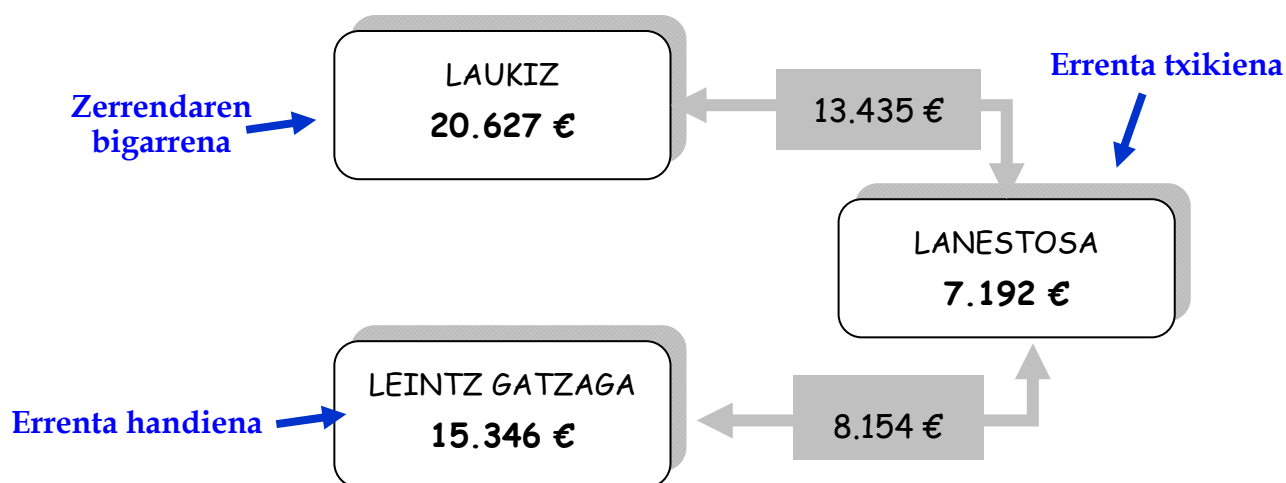 LAUKIZ
20.627 €
Zerrendaren
bigarrena
13.435 €
Errenta txikiena
LANESTOSA
7.192 €
LEINTZ GATZAGA
15.346 €
Errenta handiena
8.154 €